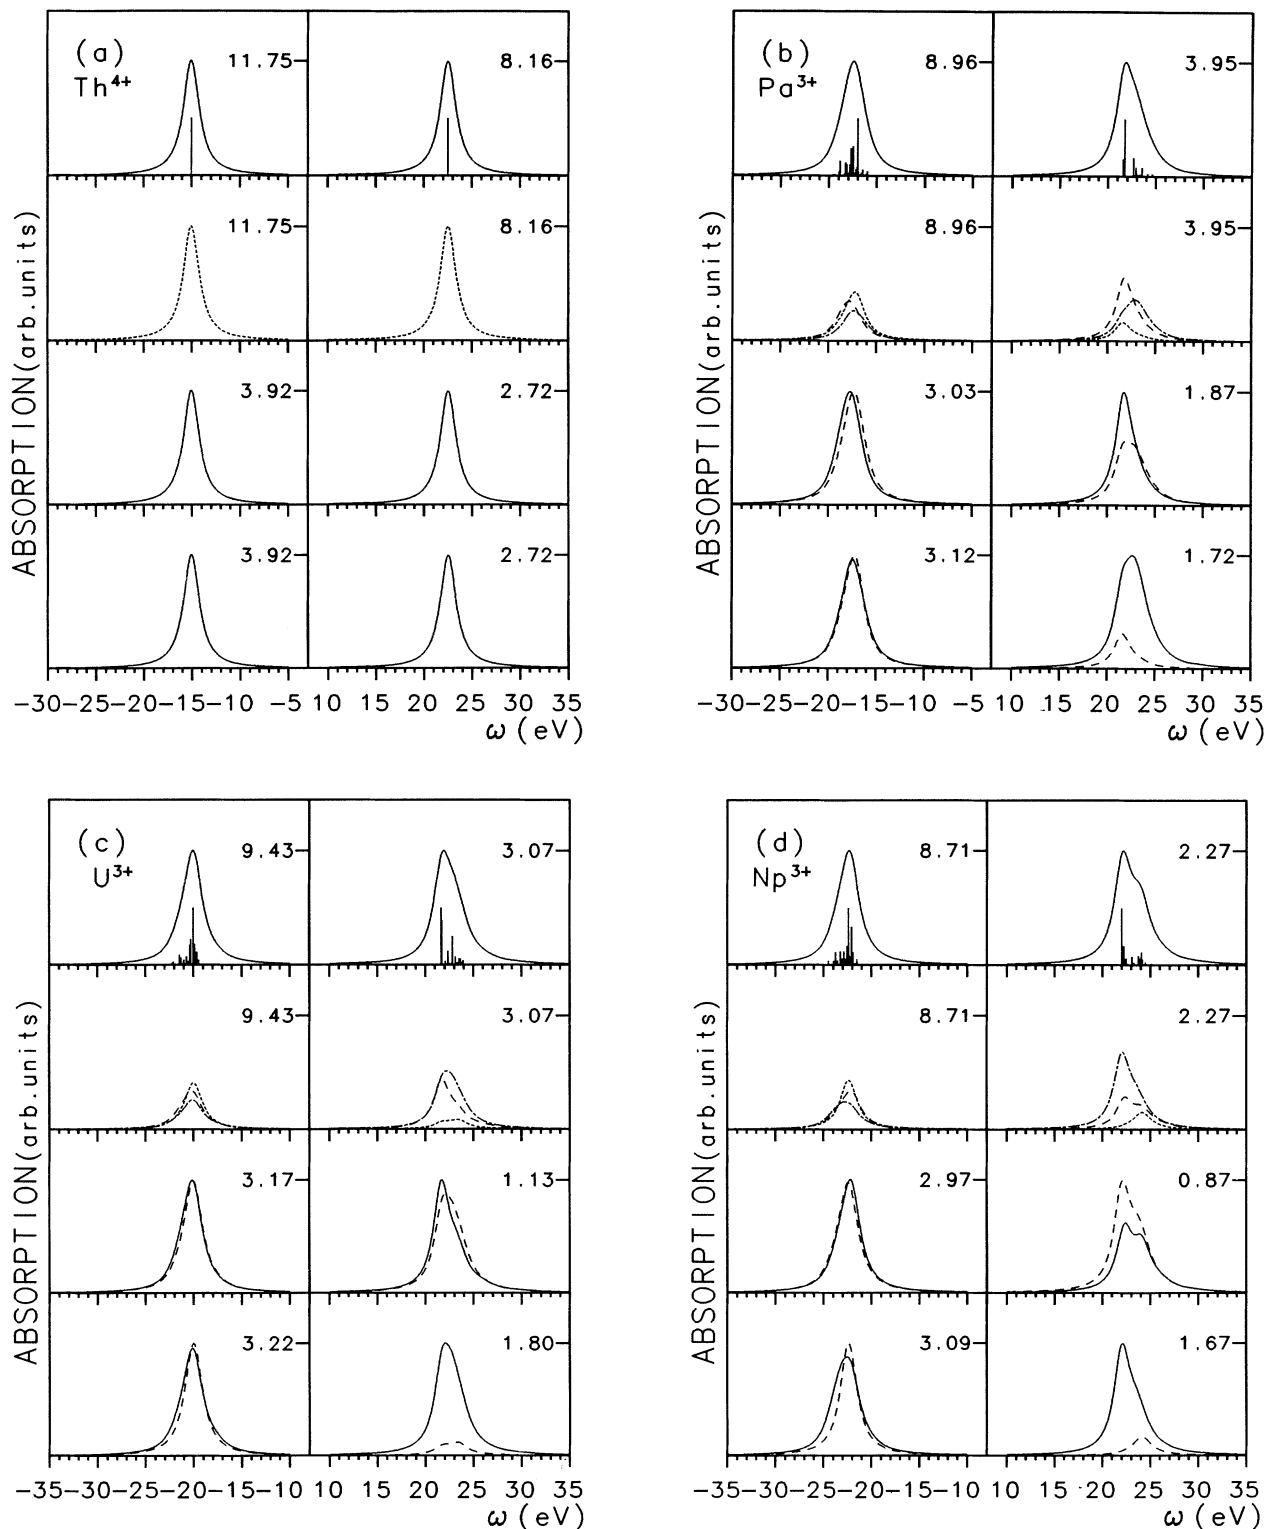 (a)
Th4+
11.75
8.16
11.75
8.16
3.92
2.72
3.92
2.72
ABSORPTION(arb.units)
-30-25-20-15-10 -5 10 15 20 25 30 35
ω (eV)
(b)
Pa3+
8.96
3.95
8.96
3.95
3.03
1.87
3.12
1.72
ABSORPTION(arb.units)
-30-25-20-15-10 -5 10 15 20 25 30 35
ω (eV)
(c)
U3+
9.43
3.07
9.43
3.07
3.17
1.13
3.22
1.80
ABSORPTION(arb.units)
-35-30-25-20-15-10 10 15 20 25 30 35
ω (eV)
(d)
Np3+
8.71
2.27
8.71
2.27
2.97
0.87
3.09
1.67
ABSORPTION(arb.units)
-35-30-25-20-15-10 10 15 20 25 30 35
ω (eV)